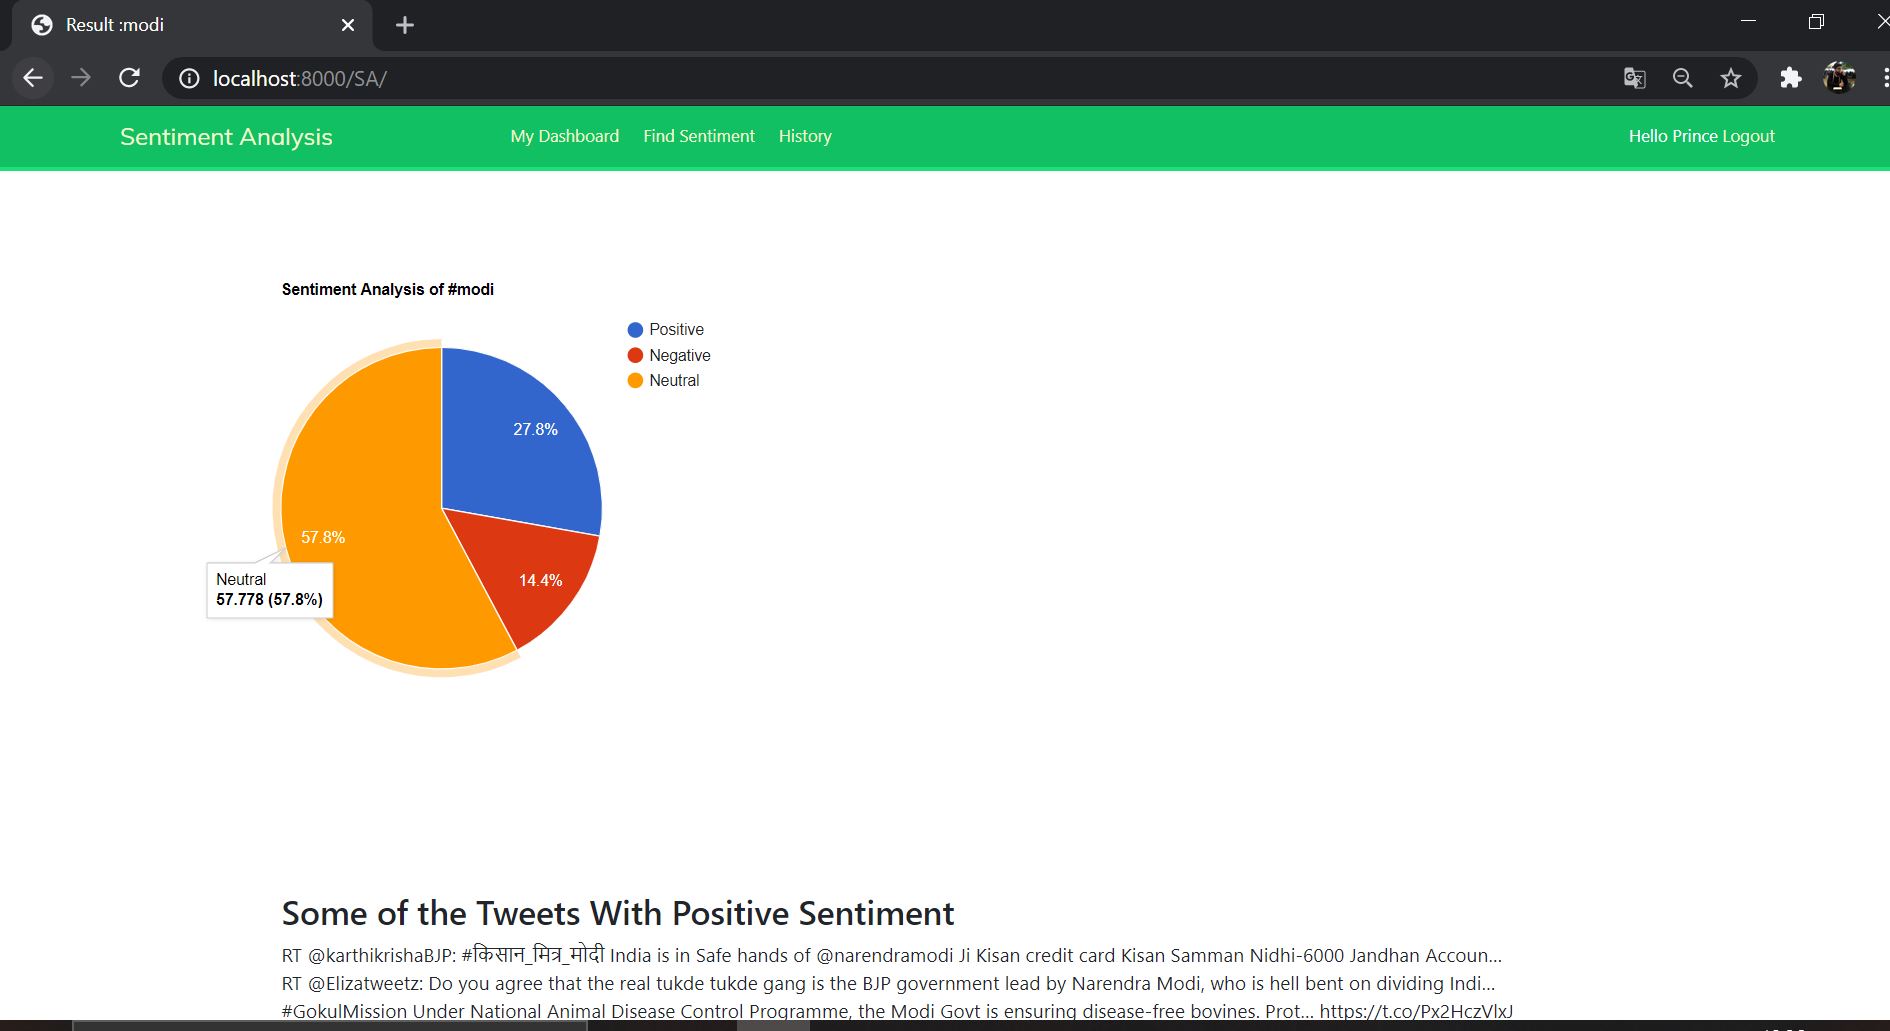 Result :modi
localhost:8000/SA/
Sentiment Analysis My Dashboard Find Sentiment History Hello Prince Logout
Sentiment Analysis of #modi
Positive
Negative
Neutral
27.8%
57.8%
14.4%
Neutral
57.778 (57.8%)
Some of the Tweets With Positive Sentiment
RT @karthikrishaBJP: #किसान_मित्र_मोदी India is in Safe hands of @narendramodi Ji Kisan credit card Kisan Samman Nidhi-6000 Jandhan Accoun...
RT @Elizatweetz: Do you agree that the real tukde tukde gang is the BJP government lead by Narendra Modi, who is hell bent on dividing Indi...
#GokulMission Under National Animal Disease Control Programme, the Modi Govt is ensuring disease-free bovines. Prot... https://t.co/Px2HczVlxJ